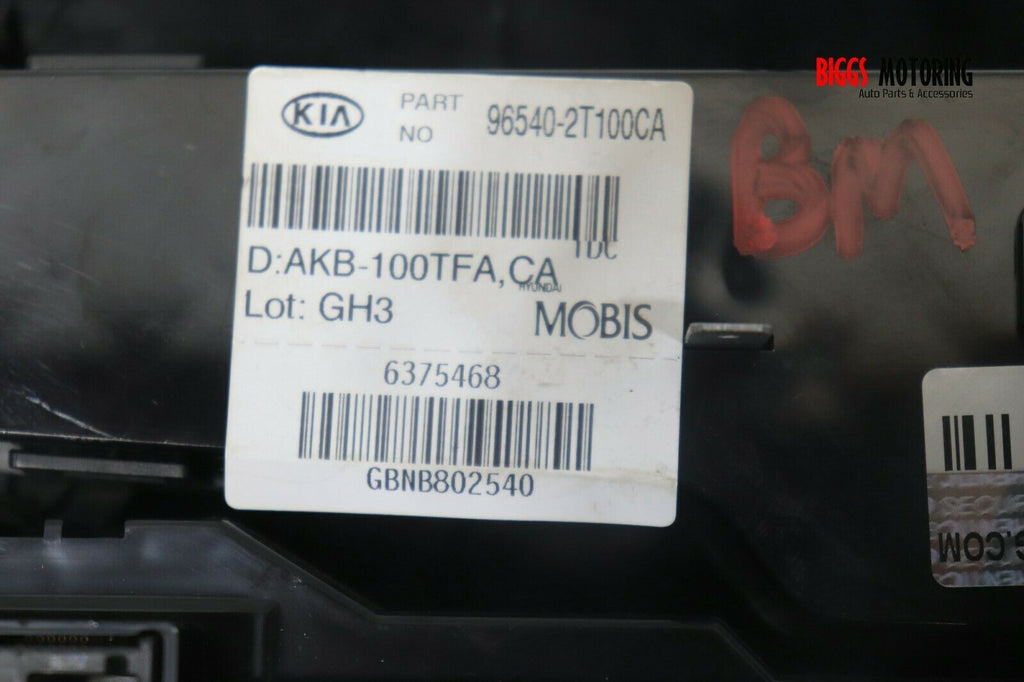 BIGGS MOTORING
Auto Parts & Accessories
KIA
PART NO 96540-2T100CA
TDC
D:AKB-100TFA,CA
Lot: GH3
HYUNDAI
MOBIS
6375468
GBNB802540
BM
G.COM